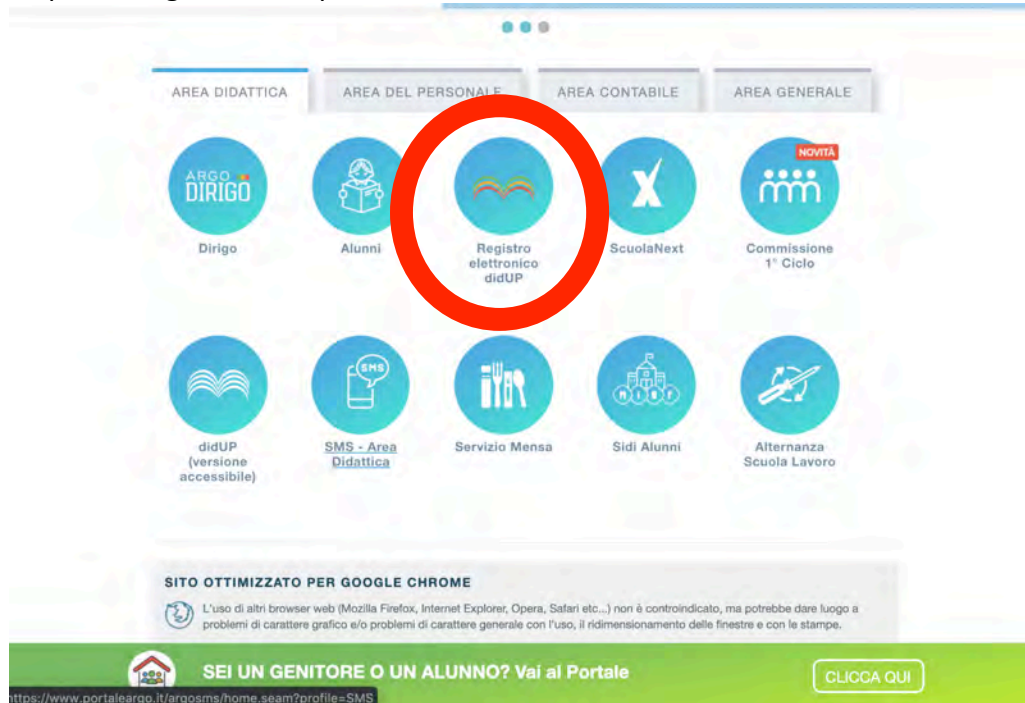 AREA DIDATTICA
AREA DEL PERSONALE
AREA CONTABILE
AREA GENERALE
ARGO
DIRIGO
NOVITÀ
Dirigo
Alunni
Registro
elettronico
didUP
ScuolaNext
Commissione
1° Ciclo
SMS
MIUR
didUP
(versione
accessibile)
SMS - Area
Didattica
Servizio Mensa
Sidi Alunni
Alternanza
Scuola Lavoro
SITO OTTIMIZZATO PER GOOGLE CHROME
L'uso di altri browser web (Mozilla Firefox, Internet Explorer, Opera, Safari etc...) non è controindicato, ma potrebbe dare luogo a
problemi di carattere grafico e/o problemi di carattere generale con l'uso, il ridimensionamento delle finestre e con le stampe.
SEI UN GENITORE O UN ALUNNO? Vai al Portale
CLICCA QUI
https://www.portaleargo.it/argosms/home.seam?profile=SMS